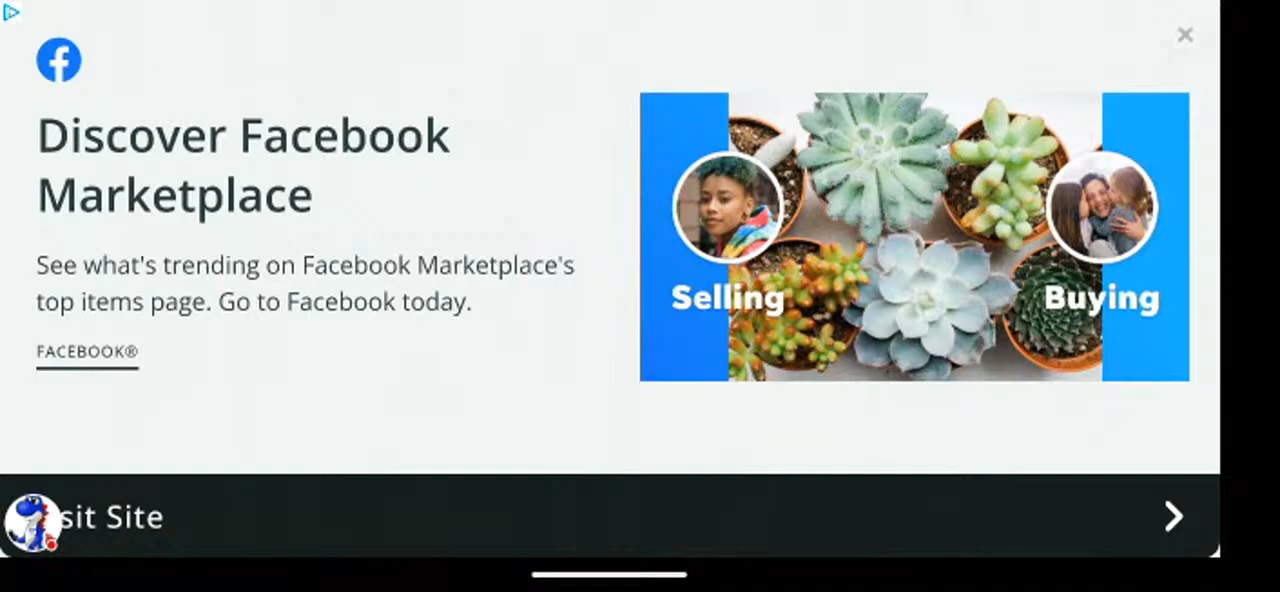 Discover Facebook
Marketplace
See what's trending on Facebook Marketplace's
top items page. Go to Facebook today.
FACEBOOK®
Selling
Buying
sit Site